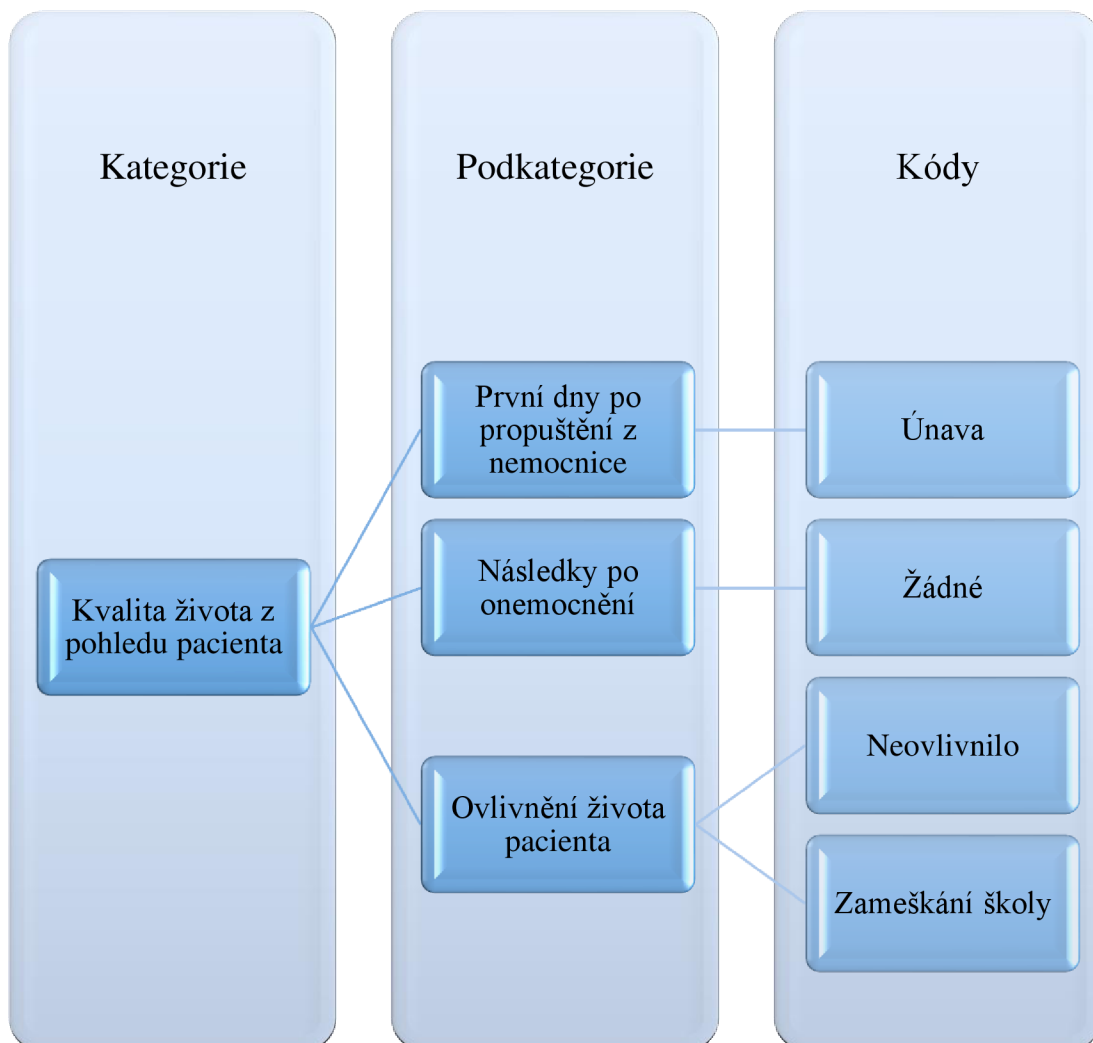 Kategorie
Podkategorie
Kódy
Kvalita života z
pohledu pacienta
První dny po
propuštění z
nemocnice
Následky po
onemocnění
Ovlivnění života
pacienta
Únava
Žádné
Neovlivnilo
Zameškání školy